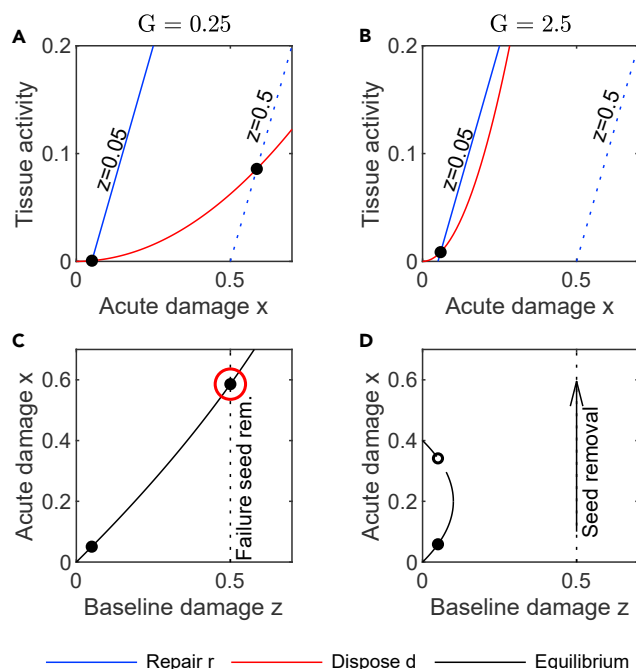 G = 0.25
G = 2.5
A
B
0.2
0.1
0
Tissue activity
z=0.05
z=0.5
0
0.5
Acute damage x
0.2
0.1
0
Tissue activity
z=0.05
z=0.5
0
0.5
Acute damage x
C
D
0.6
0.4
0.2
0
Acute damage x
Failure seed rem.
0
0.5
Baseline damage z
0.6
0.4
0.2
0
Acute damage x
Seed removal
0
0.5
Baseline damage z
Repair r
Dispose d
Equilibrium